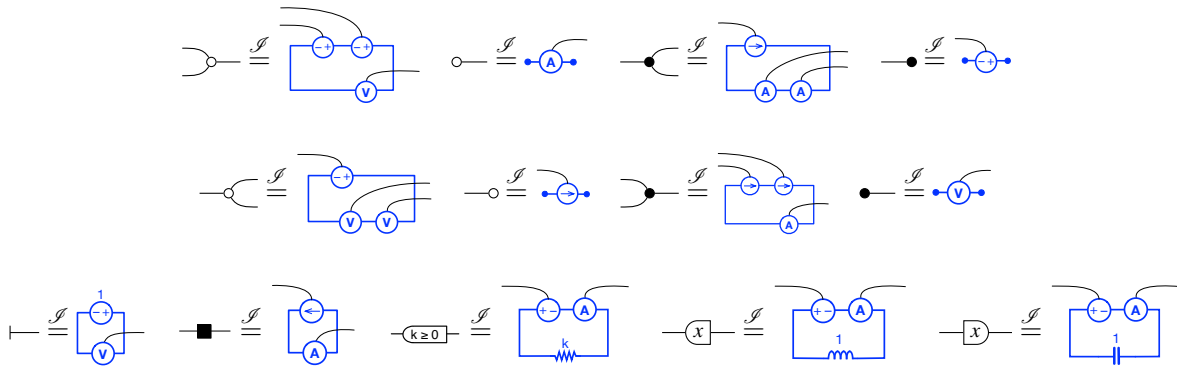 ≝ ℐ - + - + V ≝ ℐ A ≝ ℐ → A A ≝ ℐ - +
≝ ℐ - + V V ≝ ℐ → ≝ ℐ → → A ≝ ℐ V
≝ ℐ 1 - + V ≝ ℐ ← A k ≥ 0 ≝ ℐ + - A k x ≝ ℐ + - A 1 x ≝ ℐ + - A 1